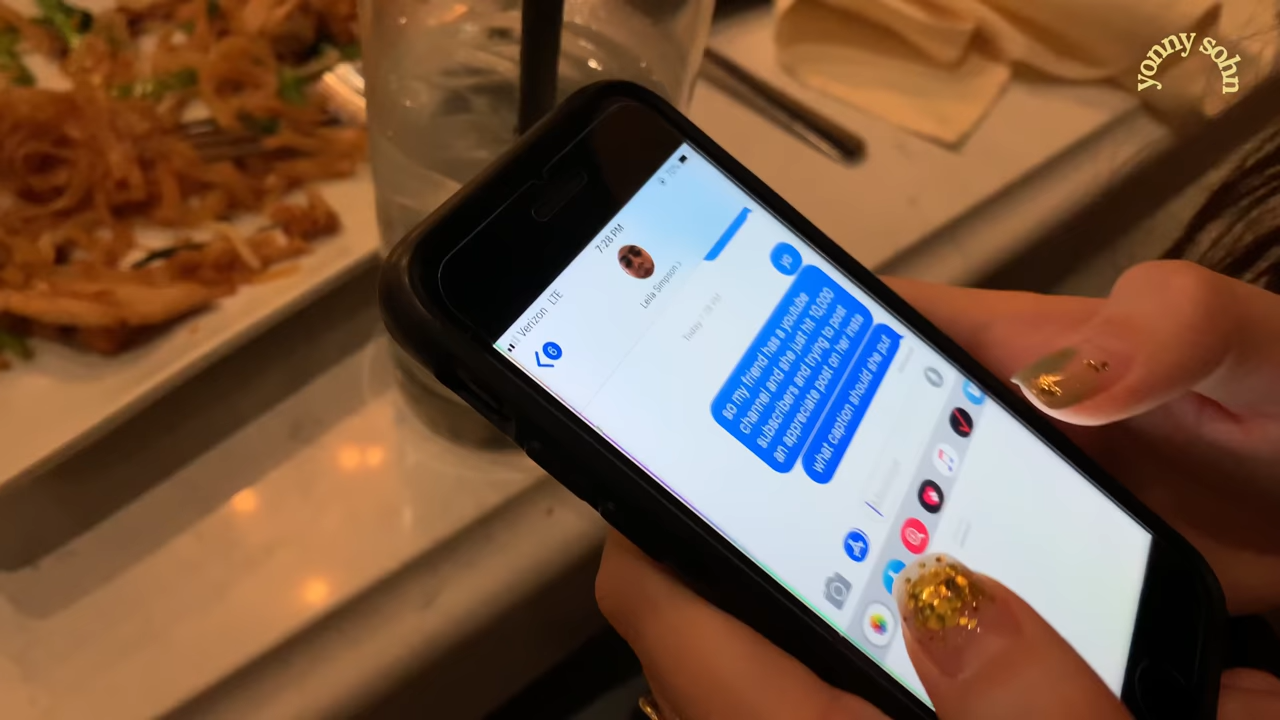 yonny sohn
Verizon LTE
7:28 PM
6
Leila Simpson
yo
so my friend has a youtube
channel and she just hit 10,000
subscribers and trying to post
an appreciate post on her insta
what caption should she put